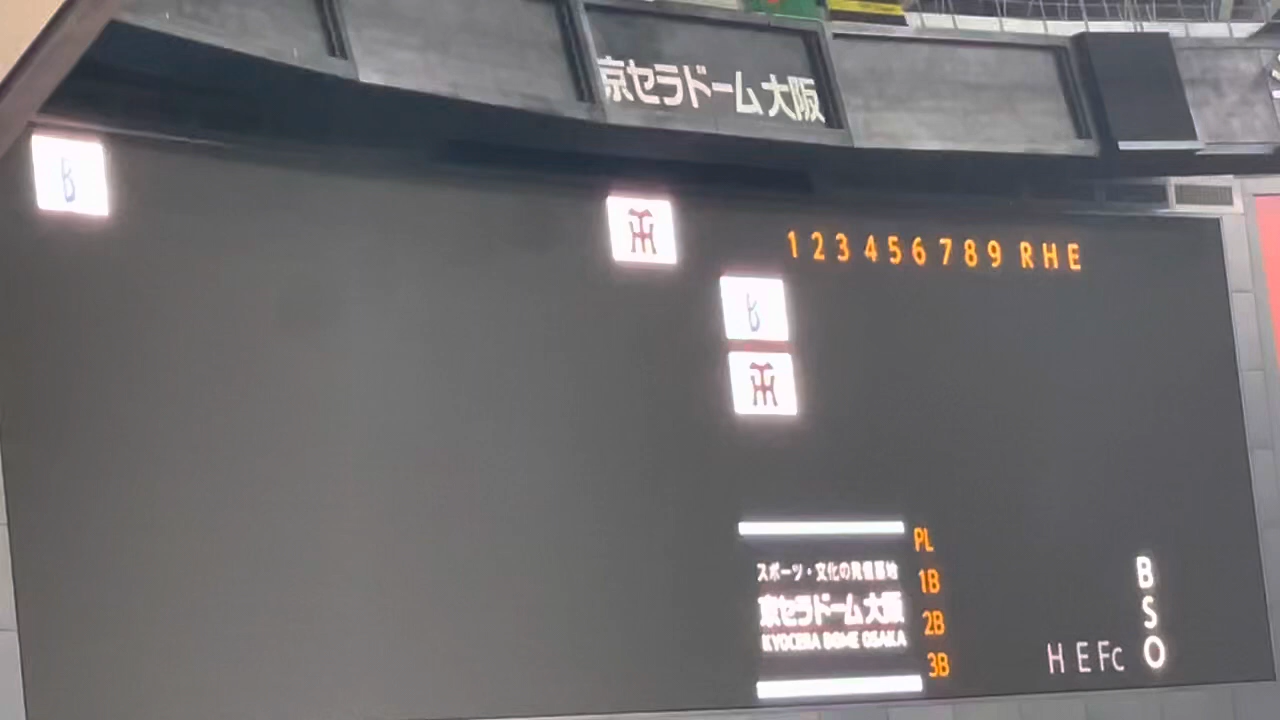 京セラドーム大阪
1 2 3 4 5 6 7 8 9 R H E
PL
スポーツ・文化の発信基地
1B
京セラドーム大阪
2B
KYOCERA DOME OSAKA
3B
B
S
O
H E Fc